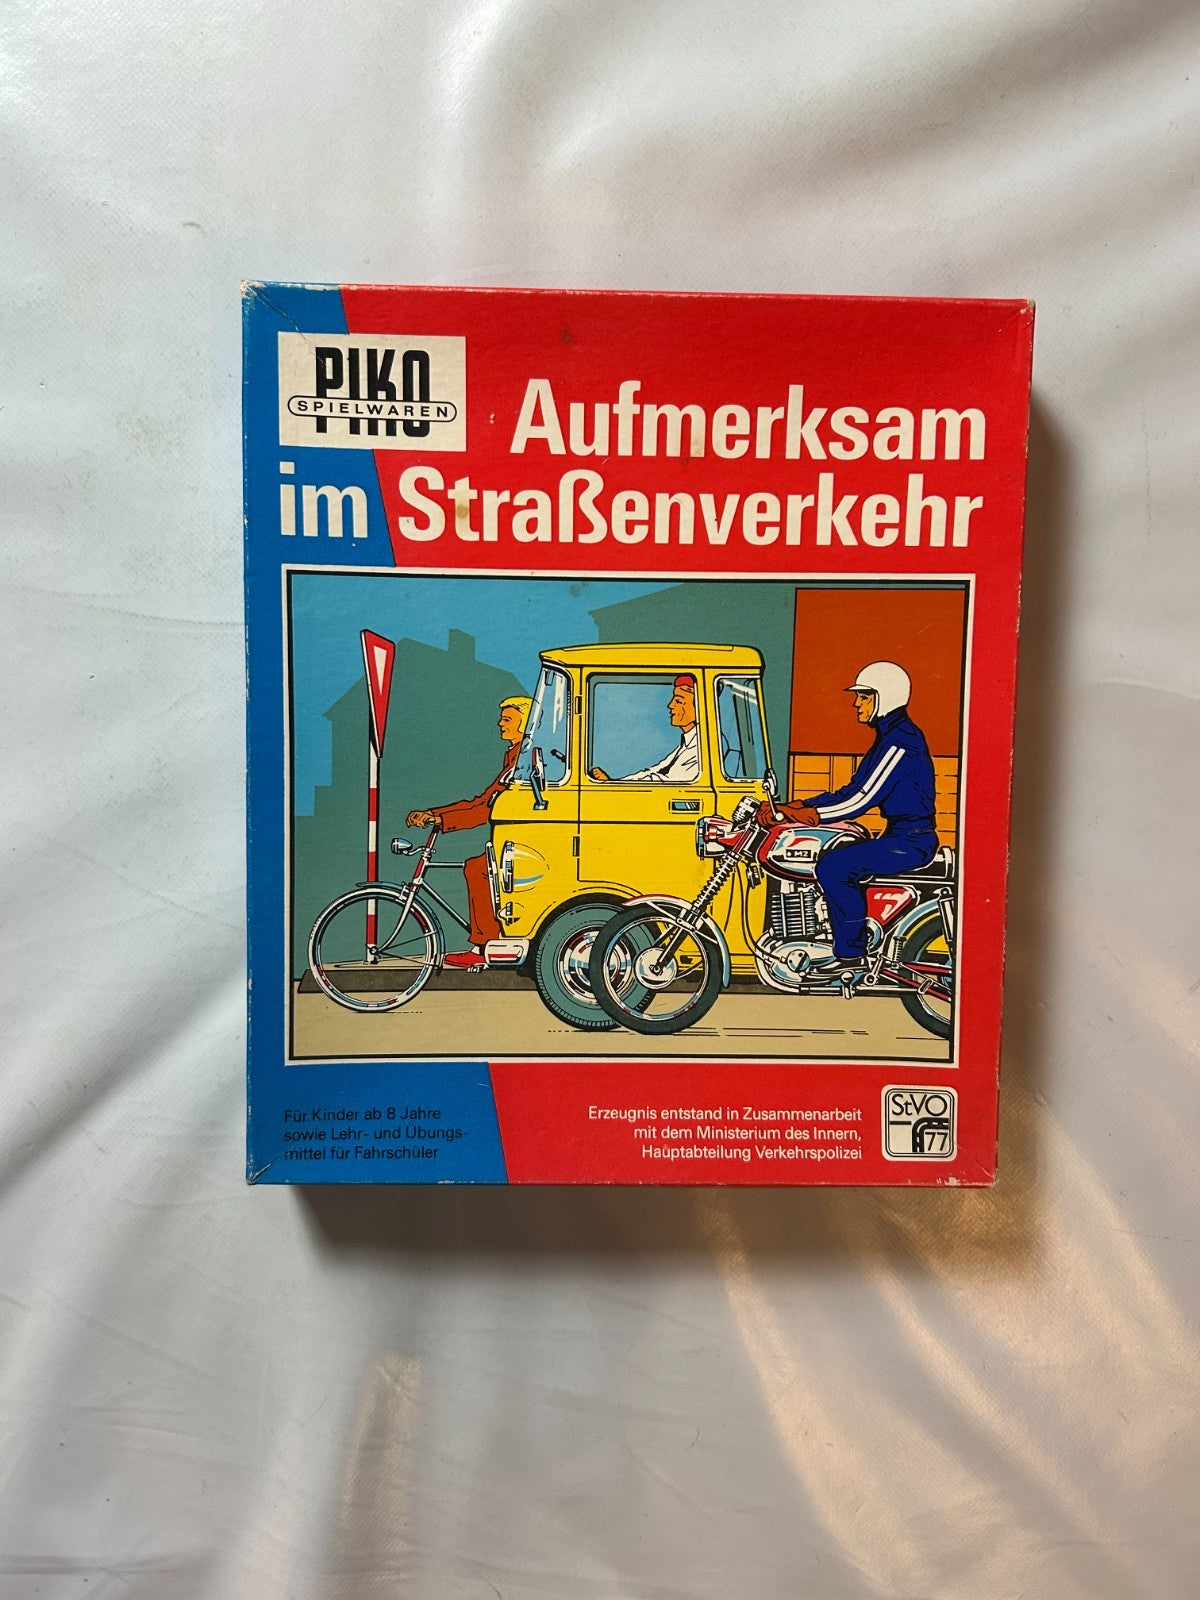 PIKO
SPIELWAREN
Aufmerksam
im Straßenverkehr
MZ
Für Kinder ab 8 Jahre
sowie Lehr- und Übungs-
mittel für Fahrschüler
Erzeugnis entstand in Zusammenarbeit
mit dem Ministerium des Innern,
Hauptabteilung Verkehrspolizei
StVO
77